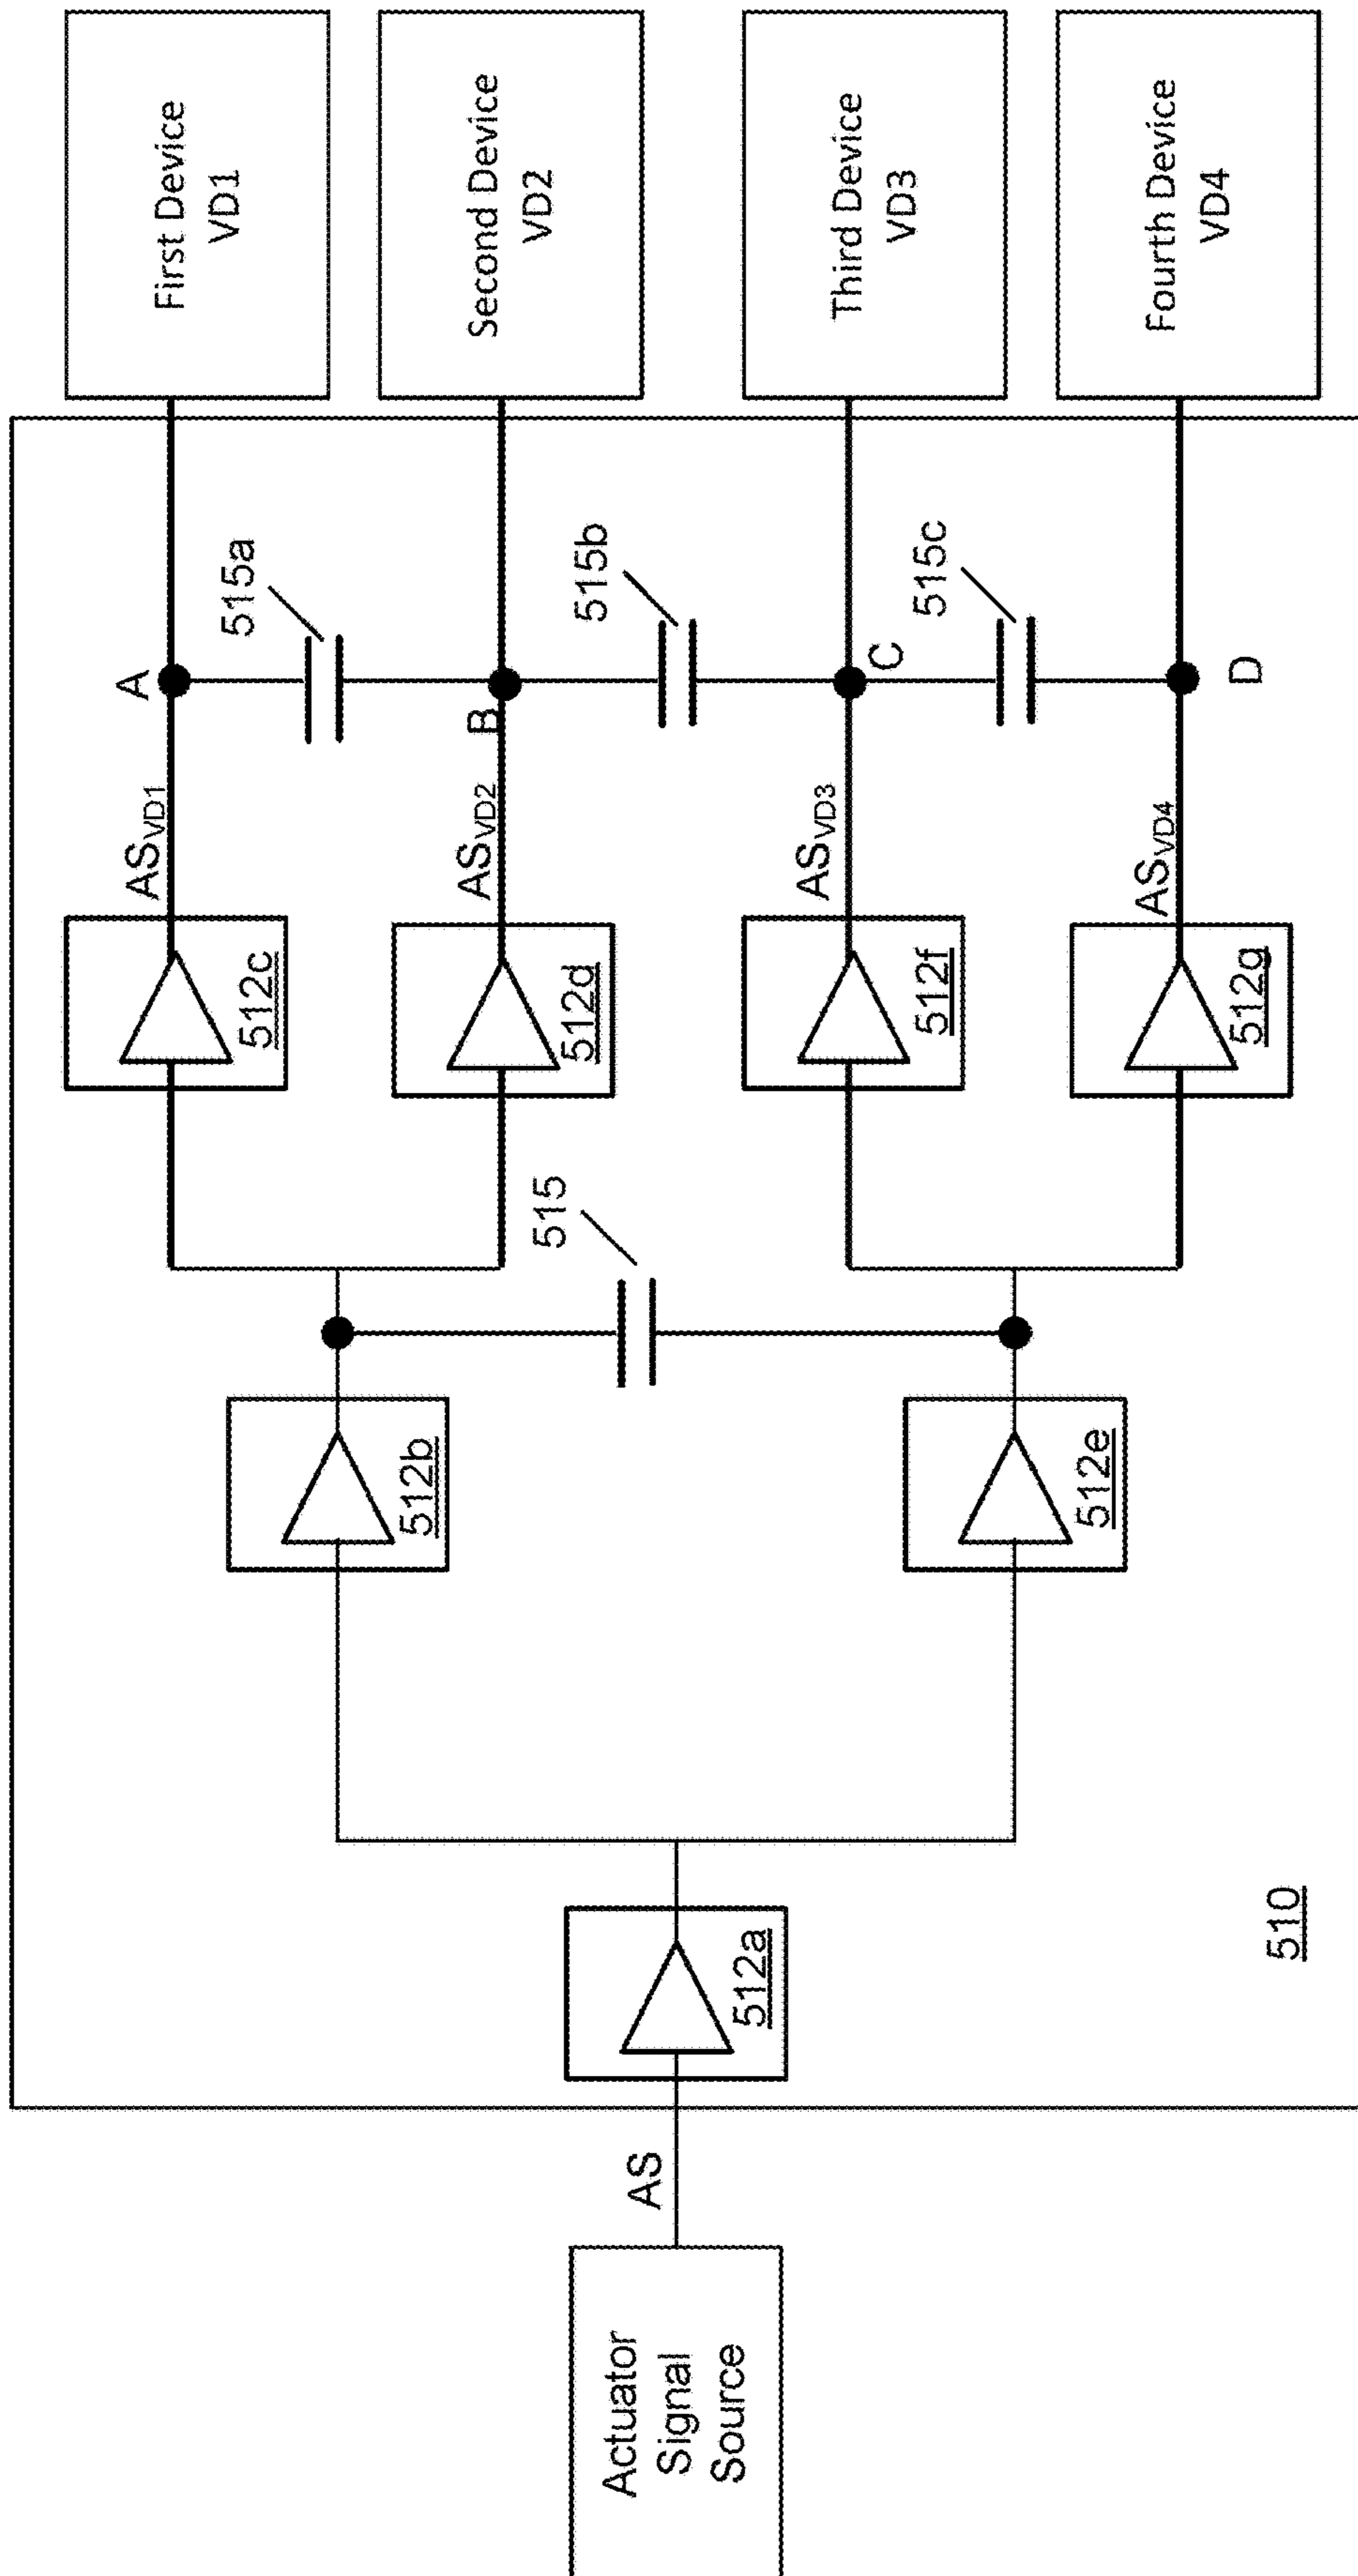 Actuator
Signal
Source
AS
510
512a
512b
512e
515
512c
512d
512f
512g
ASVD1
ASVD2
ASVD3
ASVD4
A
B
C
D
515a
515b
515c
First Device
VD1
Second Device
VD2
Third Device
VD3
Fourth Device
VD4